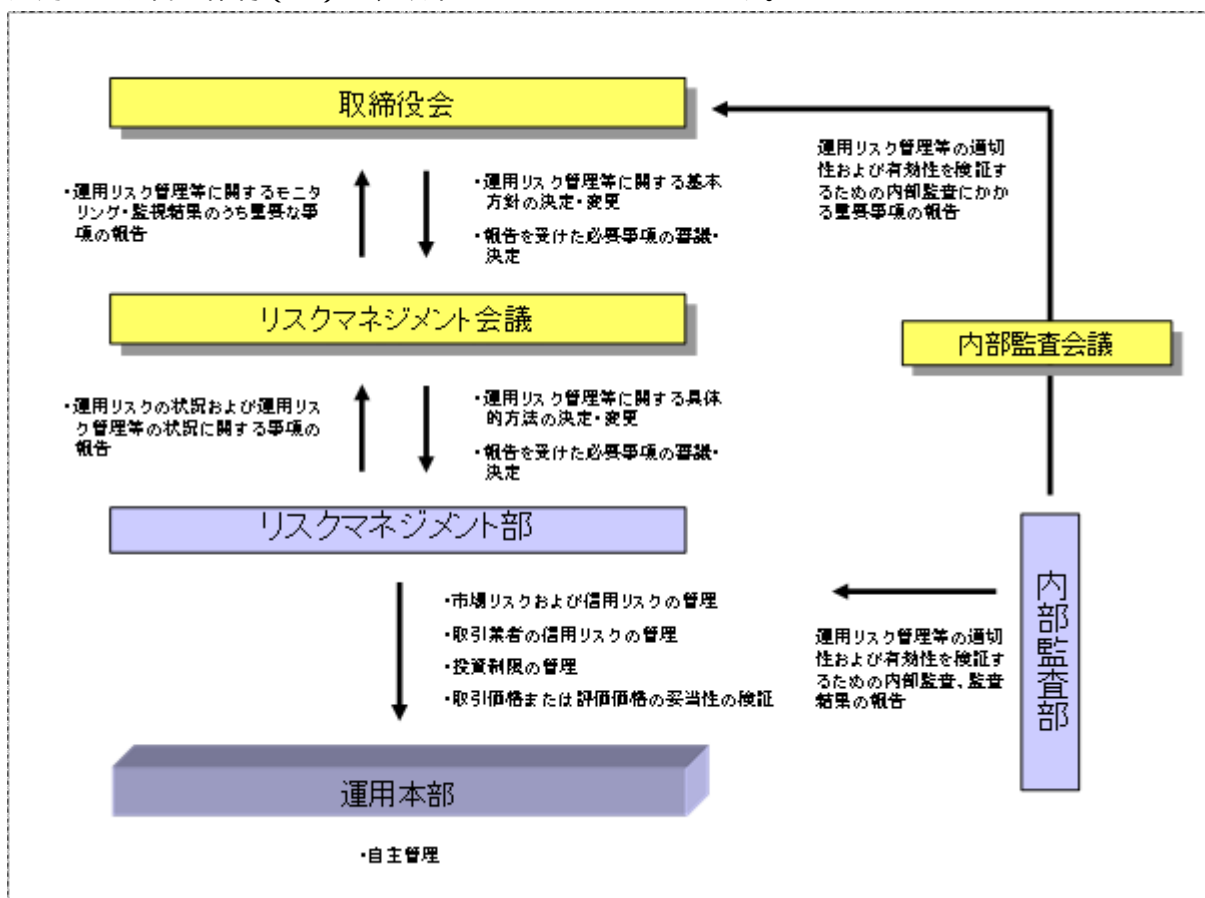 取締役会
・運用リスク管理等に関するモニタ
リング・監視結果のうち重要な事
項の報告
・運用リスク管理等に関する基本
方針の決定・変更
・報告を受けた必要事項の審議・
決定
運用リスク管理等の適切
性および有効性を検証す
るための内部監査にかか
る重要事項の報告
リスクマネジメント会議
内部監査会議
・運用リスクの状況および運用リス
ク管理等の状況に関する事項の
報告
・運用リスク管理等に関する具体
的方法の決定・変更
・報告を受けた必要事項の審議・
決定
リスクマネジメント部
・市場リスクおよび信用リスクの管理
・取引業者の信用リスクの管理
・投資制限の管理
・取引価格または評価価格の妥当性の検証
運用リスク管理等の適切
性および有効性を検証す
るための内部監査、監査
結果の報告
内部監査部
運用本部
・自主管理